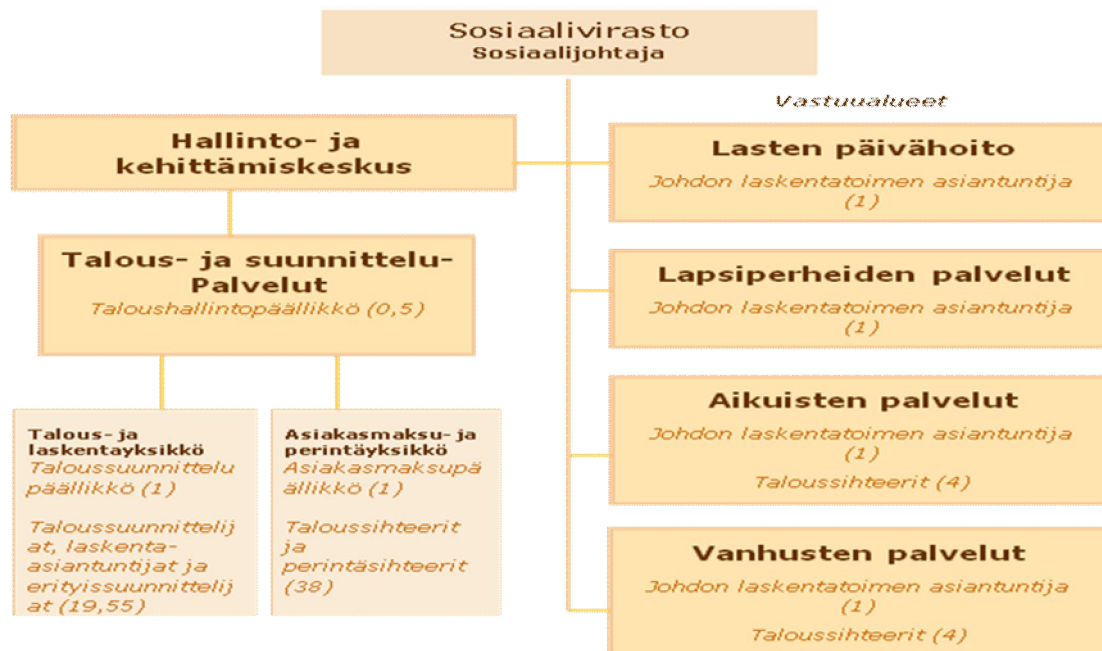 Sosiaalivirasto
Sosiaalijohtaja
Hallinto- ja
kehittämiskeskus
Talous- ja suunnittelu-
Palvelut
Taloushallintopäällikkö (0,5)
Talous- ja
laskentayksikkö
Taloussuunnittelu
päällikkö (1)
Taloussuunnittelij
at, laskenta-
asiantuntijat ja
erityissuunnittelij
at (19,55)
Asiakasmaksu- ja
perintäyksikkö
Asiakasmaksupä
ällikkö (1)
Taloussihteerit
ja
perintäsihteerit
(38)
Vastuualueet
Lasten päivähoito
Johdon laskentatoimen asiantuntija
(1)
Lapsiperheiden palvelut
Johdon laskentatoimen asiantuntija
(1)
Aikuisten palvelut
Johdon laskentatoimen asiantuntija
(1)
Taloussihteerit (4)
Vanhusten palvelut
Johdon laskentatoimen asiantuntija
(1)
Taloussihteerit (4)